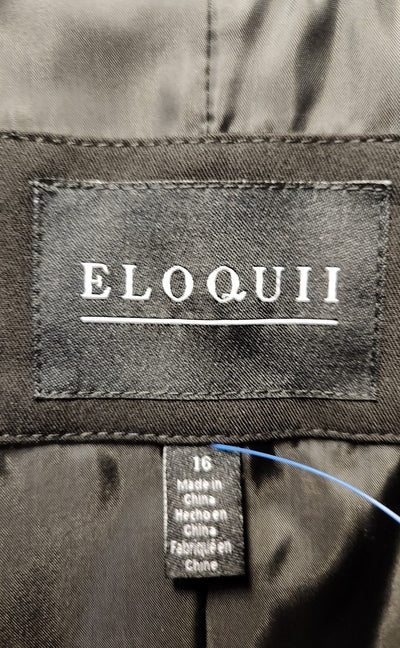 ELOQUII
16
Made in
China
Hecho en
China
Fabriqué en
Chine